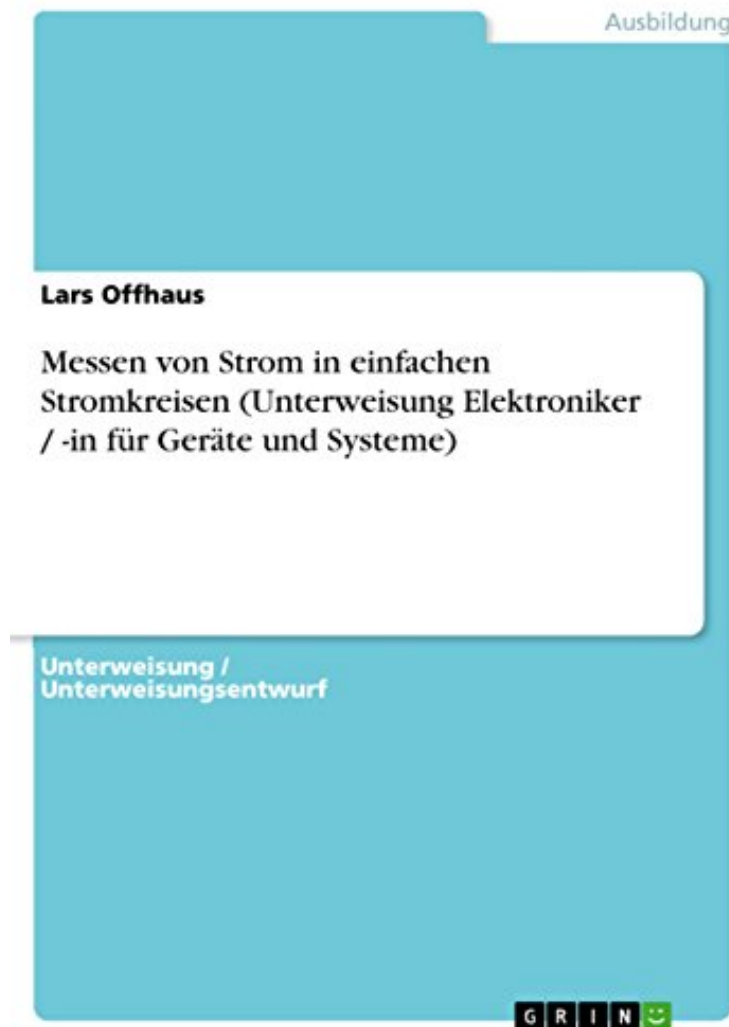 Ausbildung
Lars Offhaus
Messen von Strom in einfachen
Stromkreisen (Unterweisung Elektroniker
/ -in für Geräte und Systeme)
Unterweisung /
Unterweisungsentwurf
GRIN